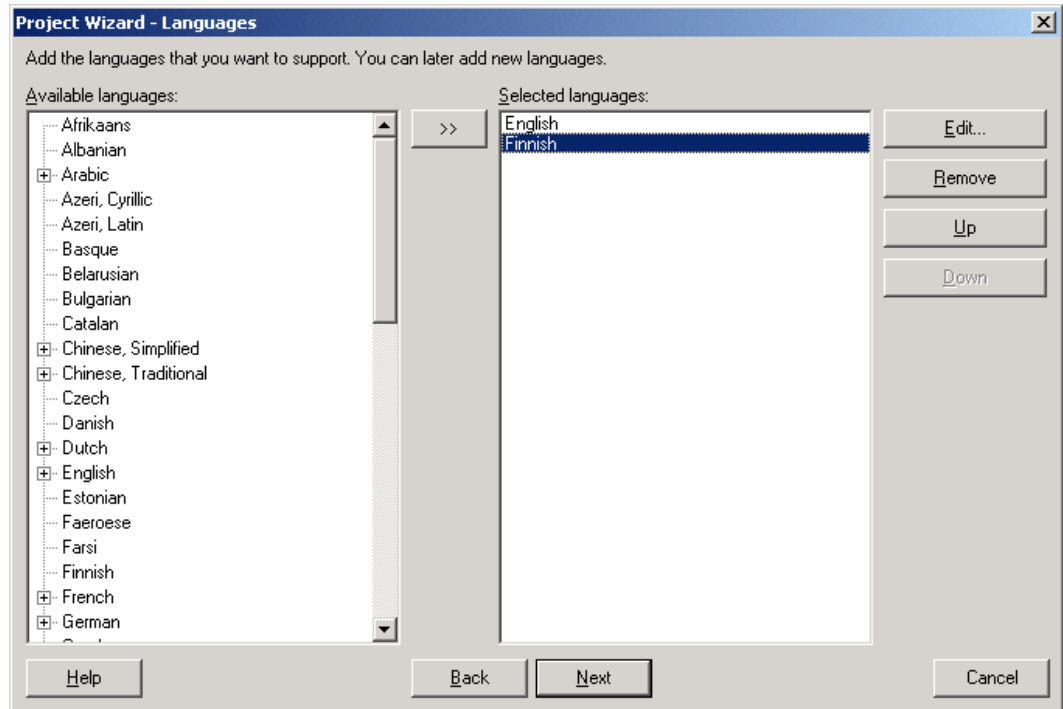 Project Wizard - Languages
Add the languages that you want to support. You can later add new languages.
Available languages:
Afrikaans
Albanian
Arabic
Azeri, Cyrillic
Azeri, Latin
Basque
Belarusian
Bulgarian
Catalan
Chinese, Simplified
Chinese, Traditional
Czech
Danish
Dutch
English
Estonian
Faeroese
Farsi
Finnish
French
German
>>
Selected languages:
English
Finnish
Edit...
Remove
Up
Down
Help
Back
Next
Cancel